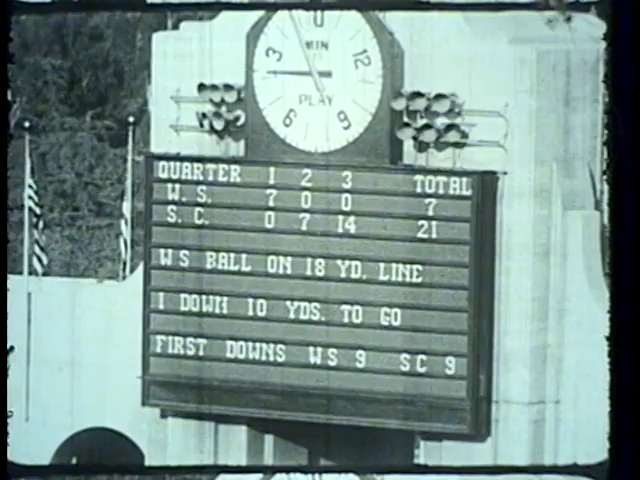 0
3 MIN 12
PLAY
6 9
QUARTER 1 2 3 TOTAL
W. S. 7 0 0 7
S. C. 0 7 14 21
WS BALL ON 18 YD. LINE
1 DOWN 10 YDS. TO GO
FIRST DOWNS WS 9 SC 9